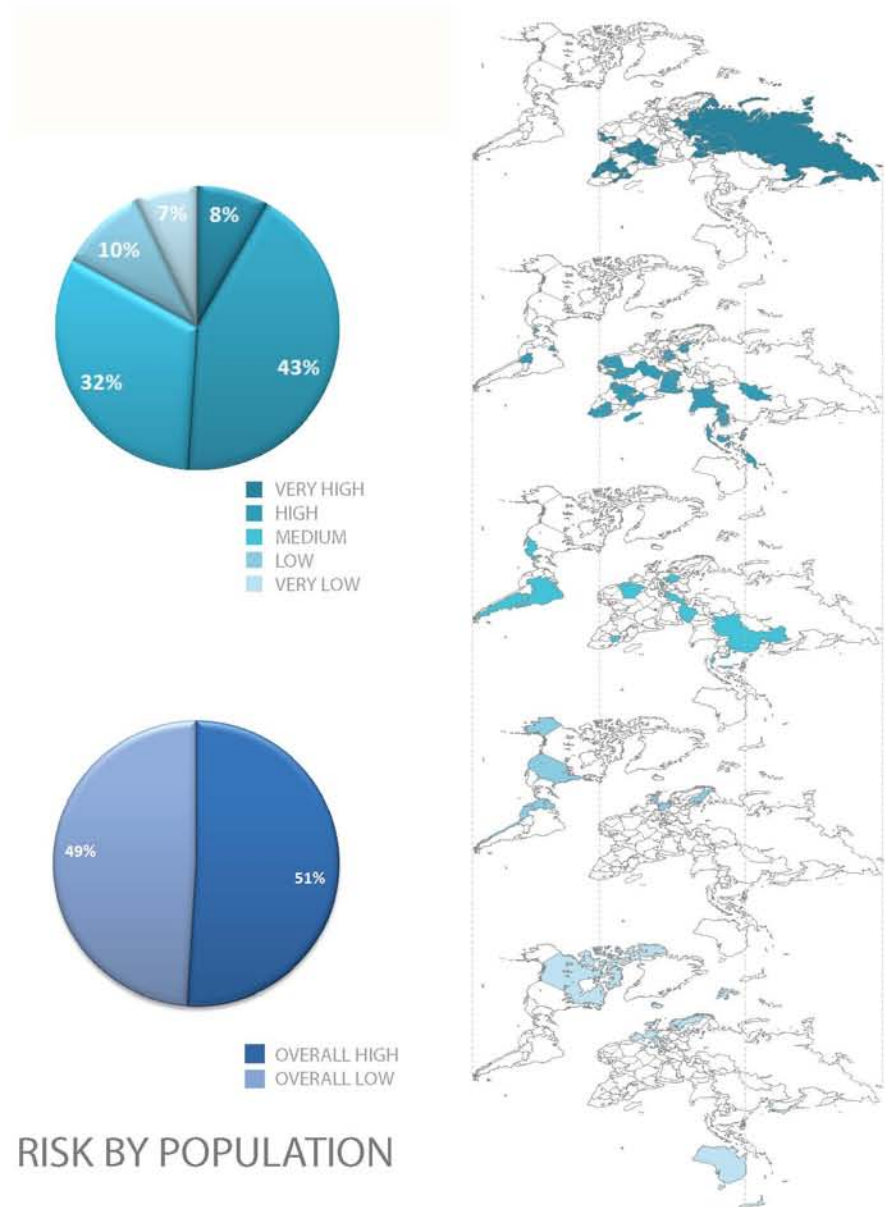 7%
8%
10%
32%
43%
VERY HIGH
HIGH
MEDIUM
LOW
VERY LOW
49%
51%
OVERALL HIGH
OVERALL LOW
RISK BY POPULATION